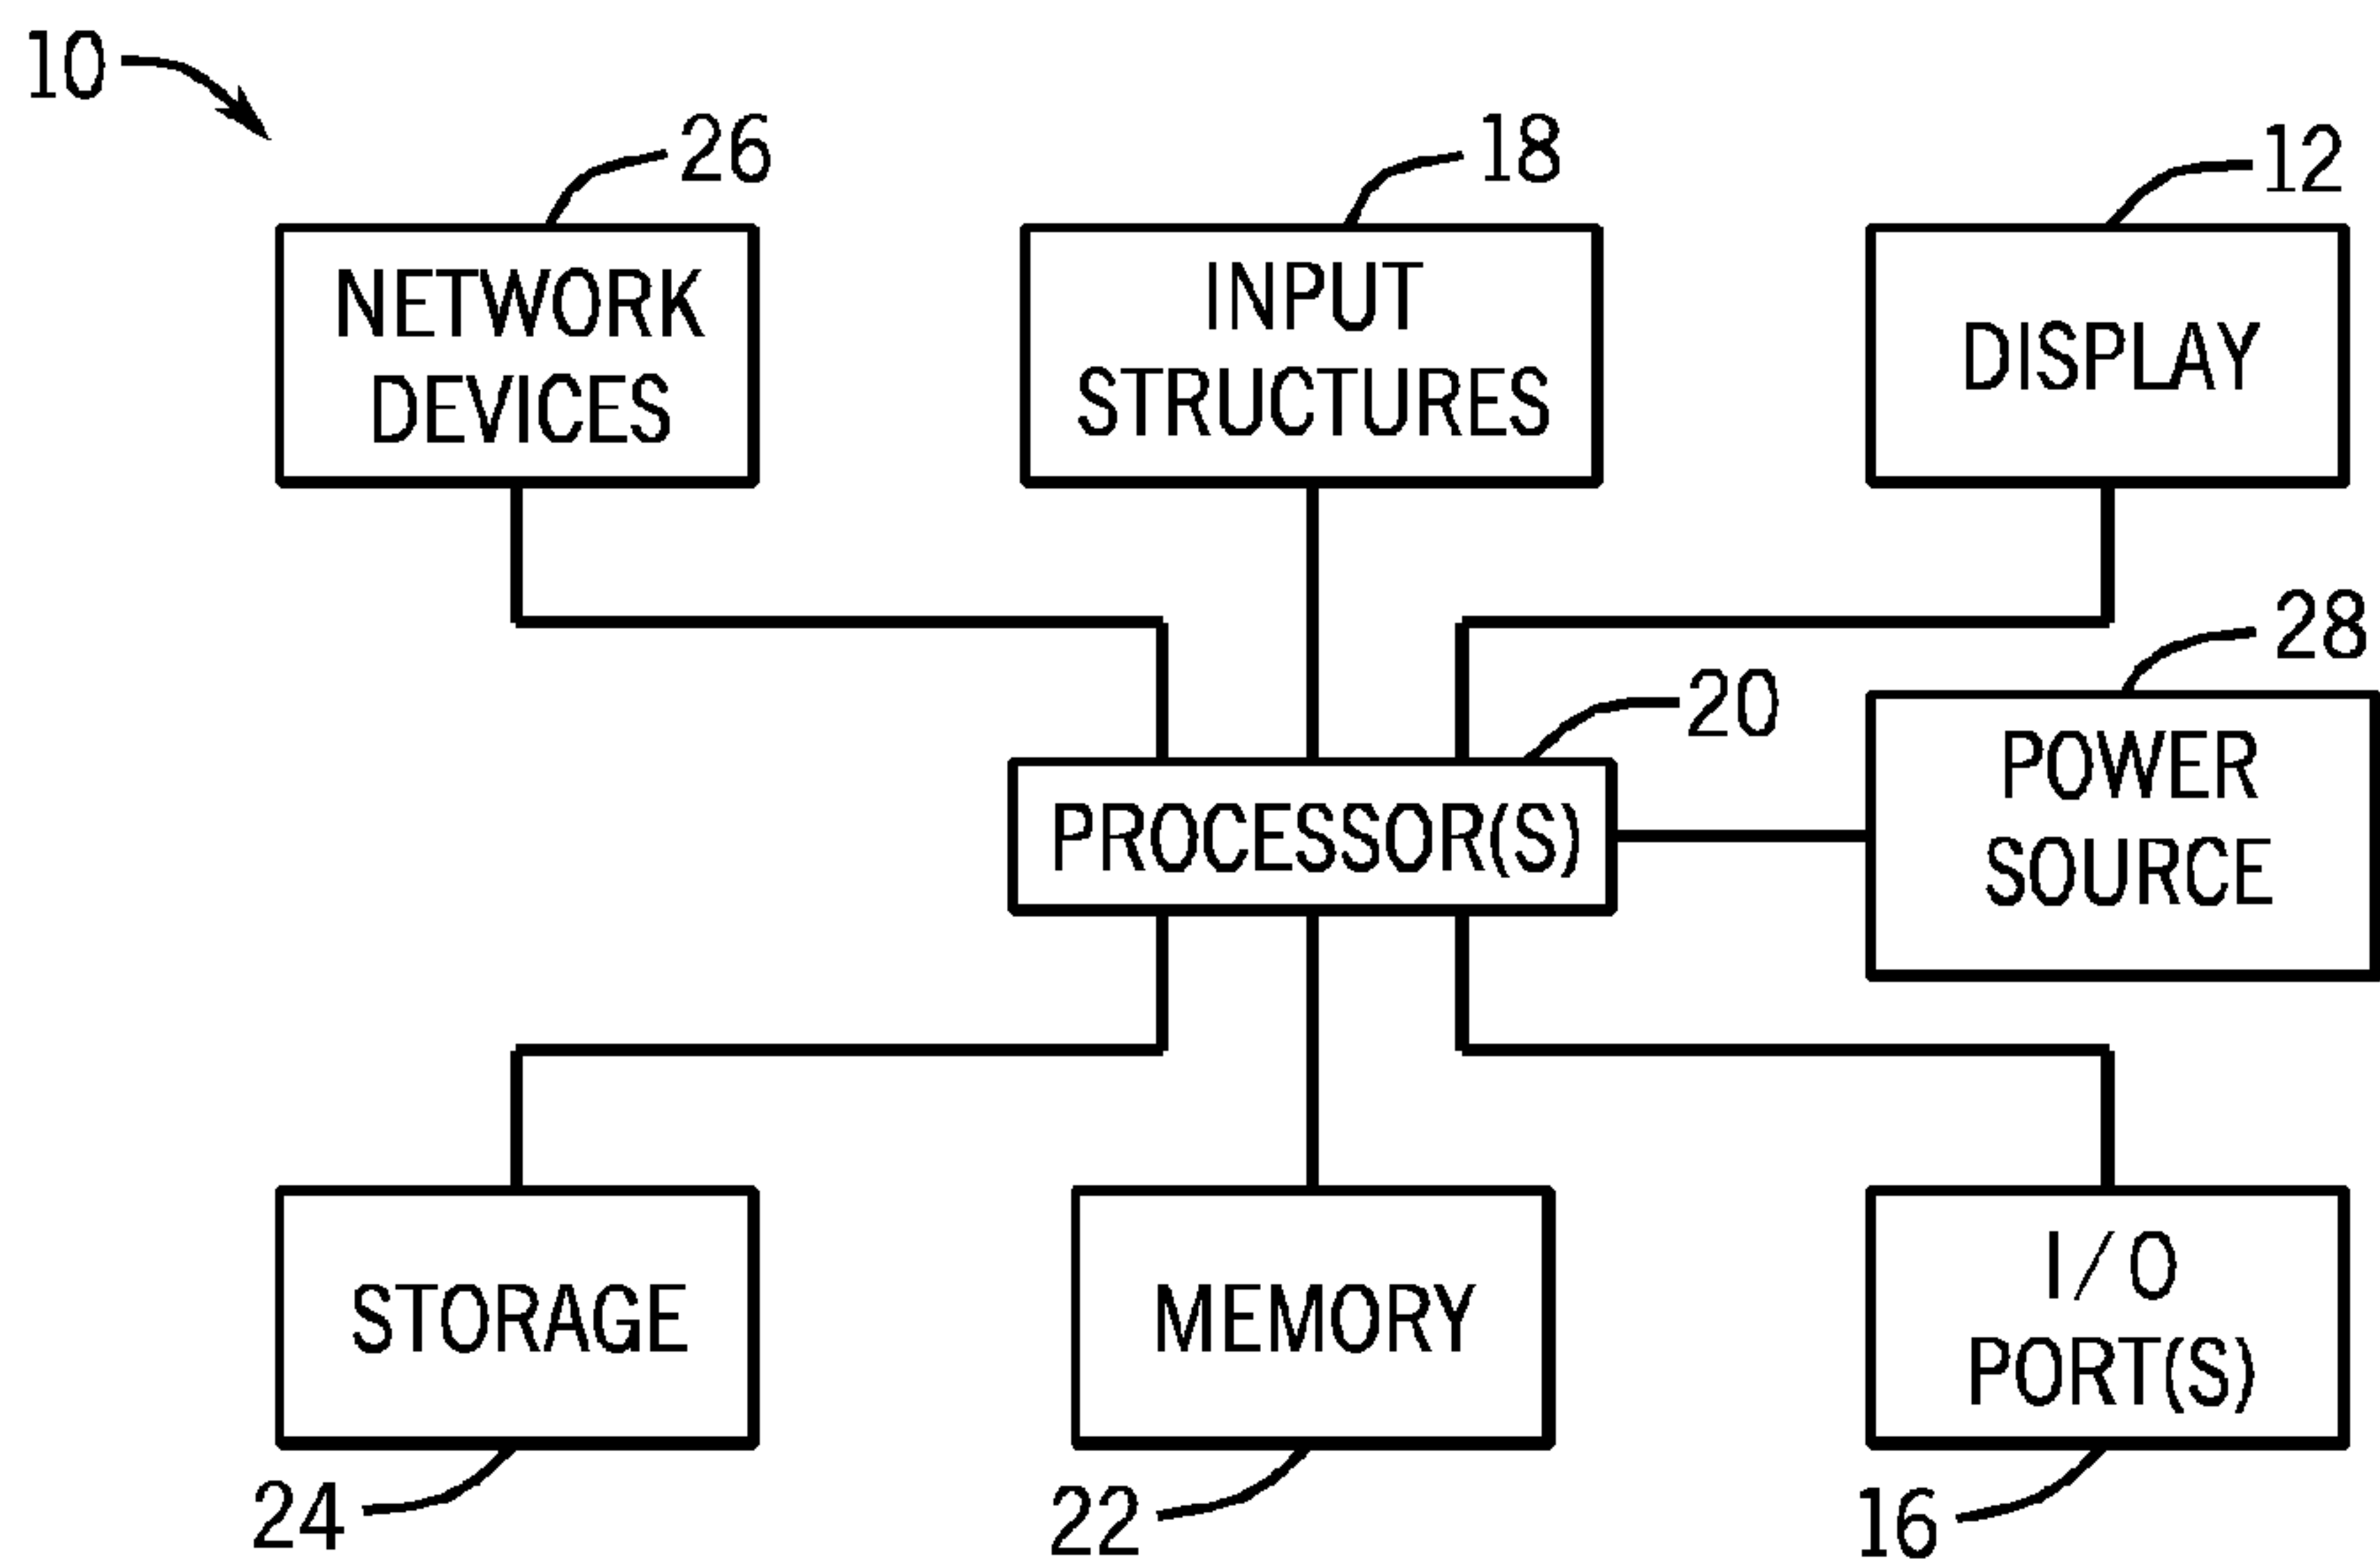 10
26
18
12
NETWORK
DEVICES
INPUT
STRUCTURES
DISPLAY
28
20
PROCESSOR(S)
POWER
SOURCE
STORAGE
MEMORY
I/O
PORT(S)
24
22
16